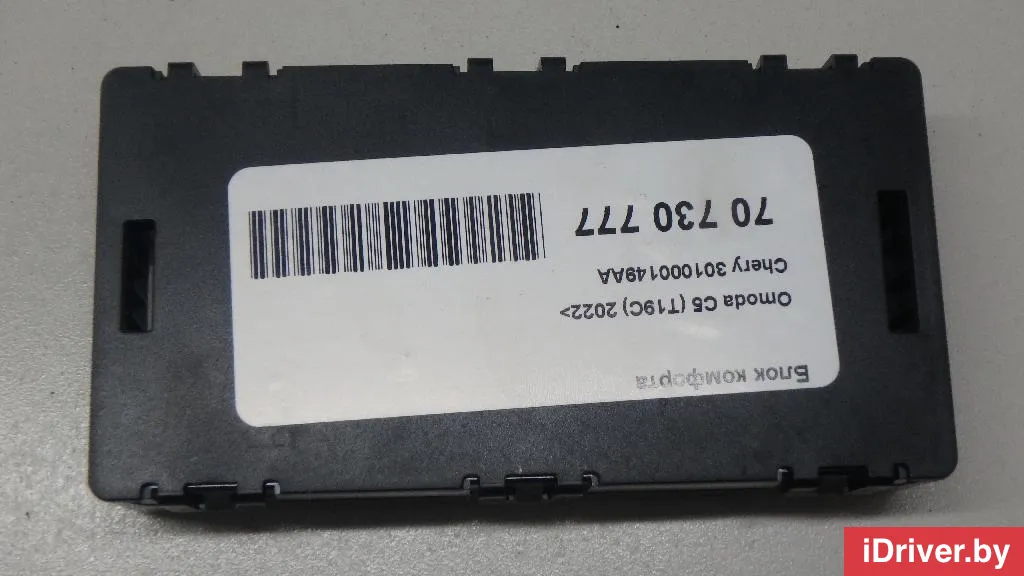 Блок комфорта
Omoda C5 (T19C) 2022>
Chery 301000149AA
70 730 777
iDriver.by